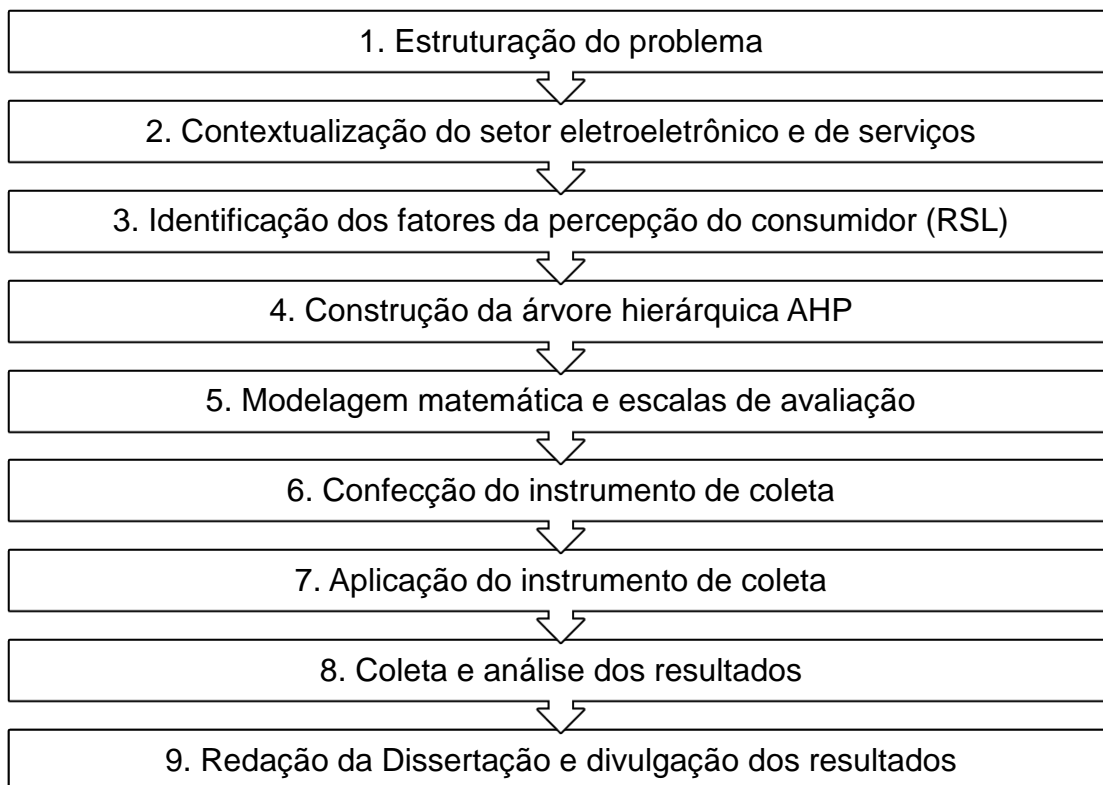 1. Estruturação do problema
2. Contextualização do setor eletroeletrônico e de serviços
3. Identificação dos fatores da percepção do consumidor (RSL)
4. Construção da árvore hierárquica AHP
5. Modelagem matemática e escalas de avaliação
6. Confecção do instrumento de coleta
7. Aplicação do instrumento de coleta
8. Coleta e análise dos resultados
9. Redação da Dissertação e divulgação dos resultados